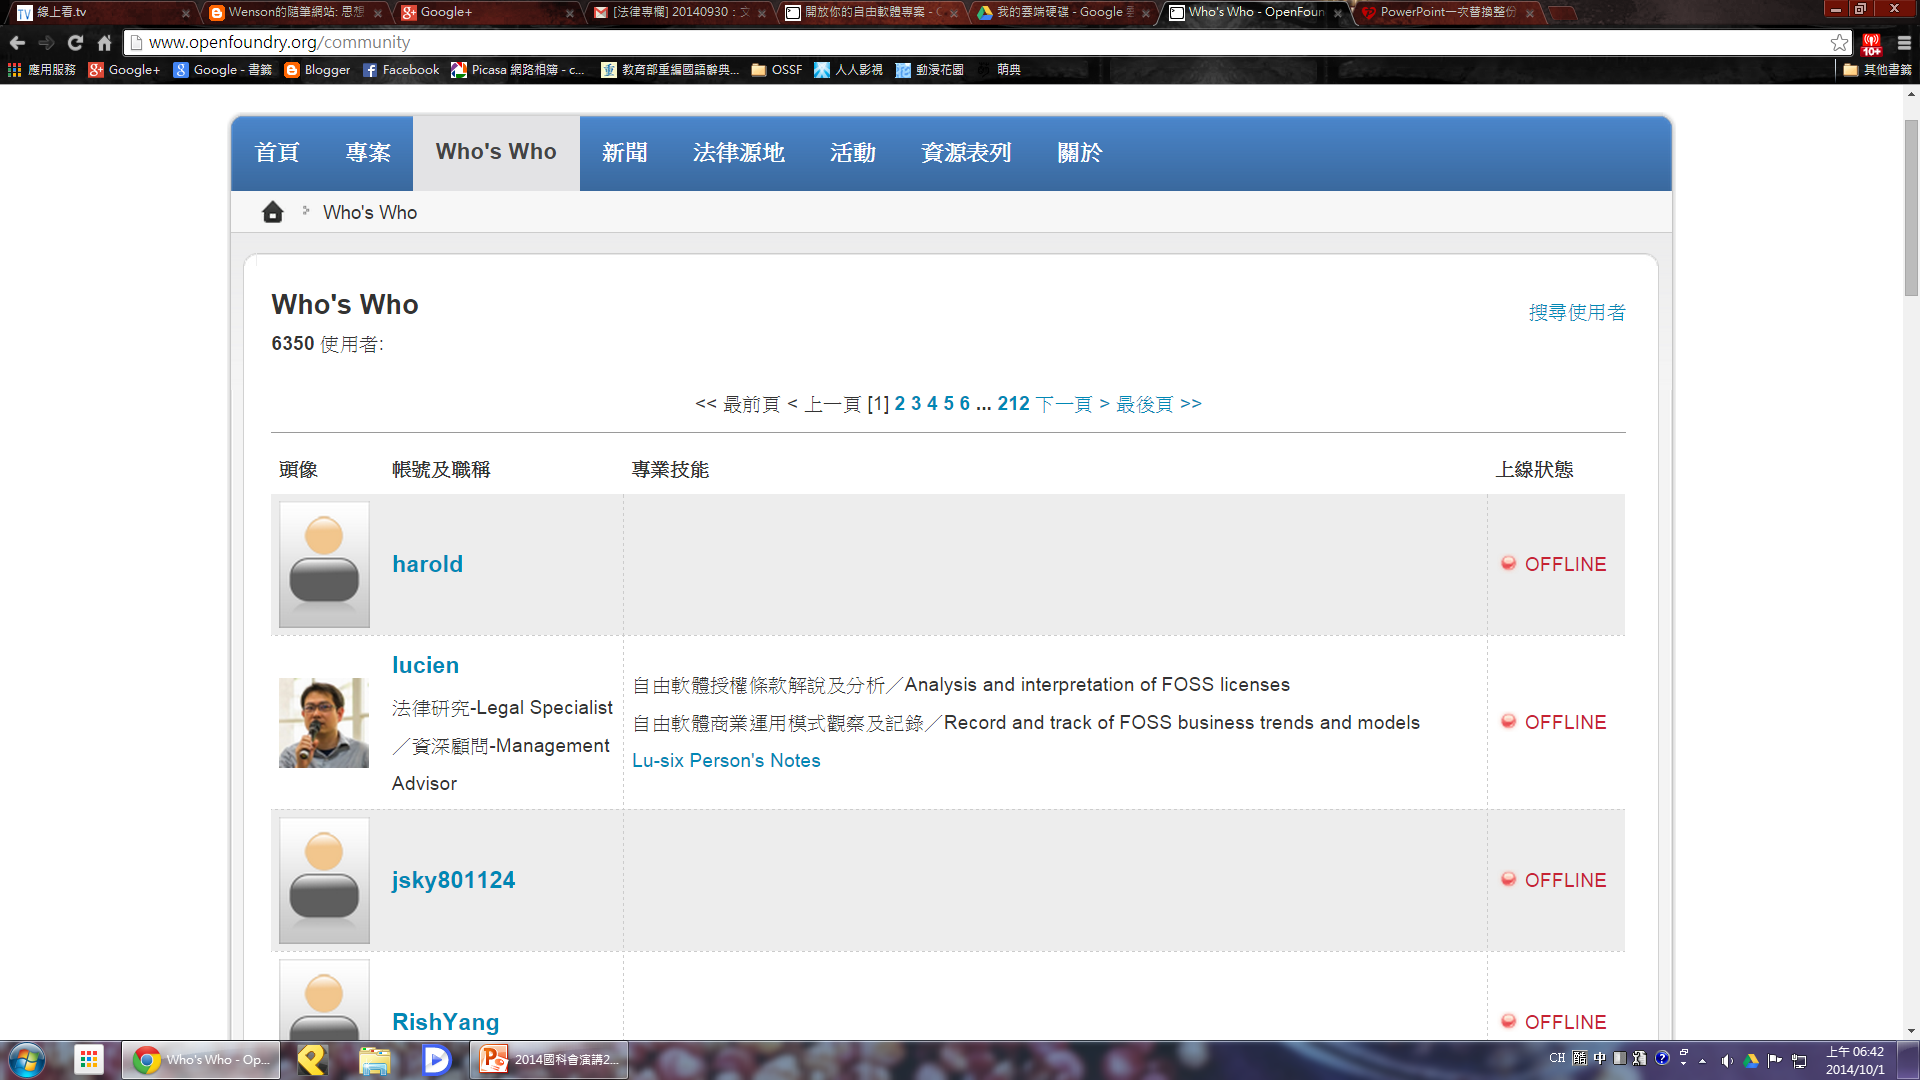 線上看.tv
Wenson的隨筆網站: 思想
Google+
[法律專欄] 20140930：文
開放你的自由軟體專案 - O
我的雲端硬碟 - Google 雲
Who's Who - OpenFoun
PowerPoint一次替換整份
www.openfoundry.org/community
10+
應用服務
Google+
Google - 書籤
Blogger
Facebook
Picasa 網路相簿 - c...
教育部重編國語辭典...
OSSF
人人影視
動漫花園
萌典
其他書籤
首頁 專案 Who's Who 新聞 法律源地 活動 資源表列 關於
Who's Who
Who's Who
搜尋使用者
6350 使用者:
<< 最前頁 < 上一頁 [1] 2 3 4 5 6 ... 212 下一頁 > 最後頁 >>
頭像 帳號及職稱 專業技能 上線狀態
harold
OFFLINE
lucien
法律研究-Legal Specialist
／資深顧問-Management
Advisor
自由軟體授權條款解說及分析／Analysis and interpretation of FOSS licenses
自由軟體商業運用模式觀察及記錄／Record and track of FOSS business trends and models
Lu-six Person's Notes
OFFLINE
jsky801124
OFFLINE
RishYang
OFFLINE
Who's Who - Op...
2014國科會演講2...
CH
中
上午 06:42
2014/10/1